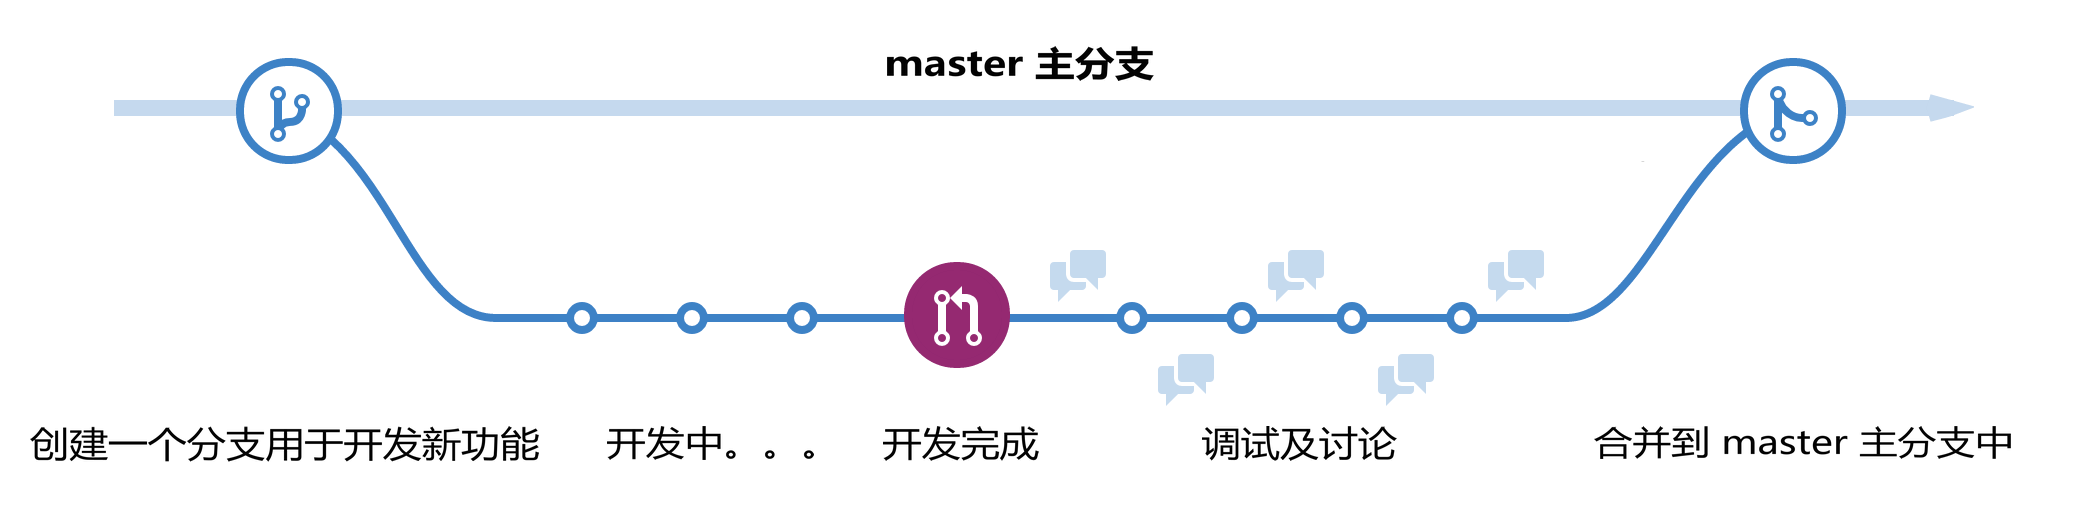 master 主分支
创建一个分支用于开发新功能
开发中。。。
开发完成
调试及讨论
合并到 master 主分支中